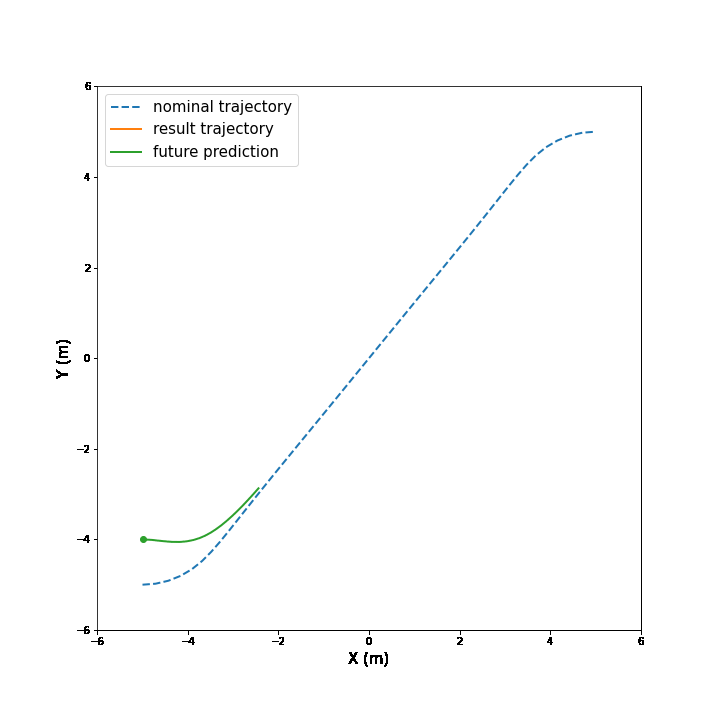 6
nominal trajectory
result trajectory
future prediction
4
2
0
−2
−4
−6
Y (m)
−6
−4
−2
0
2
4
6
X (m)